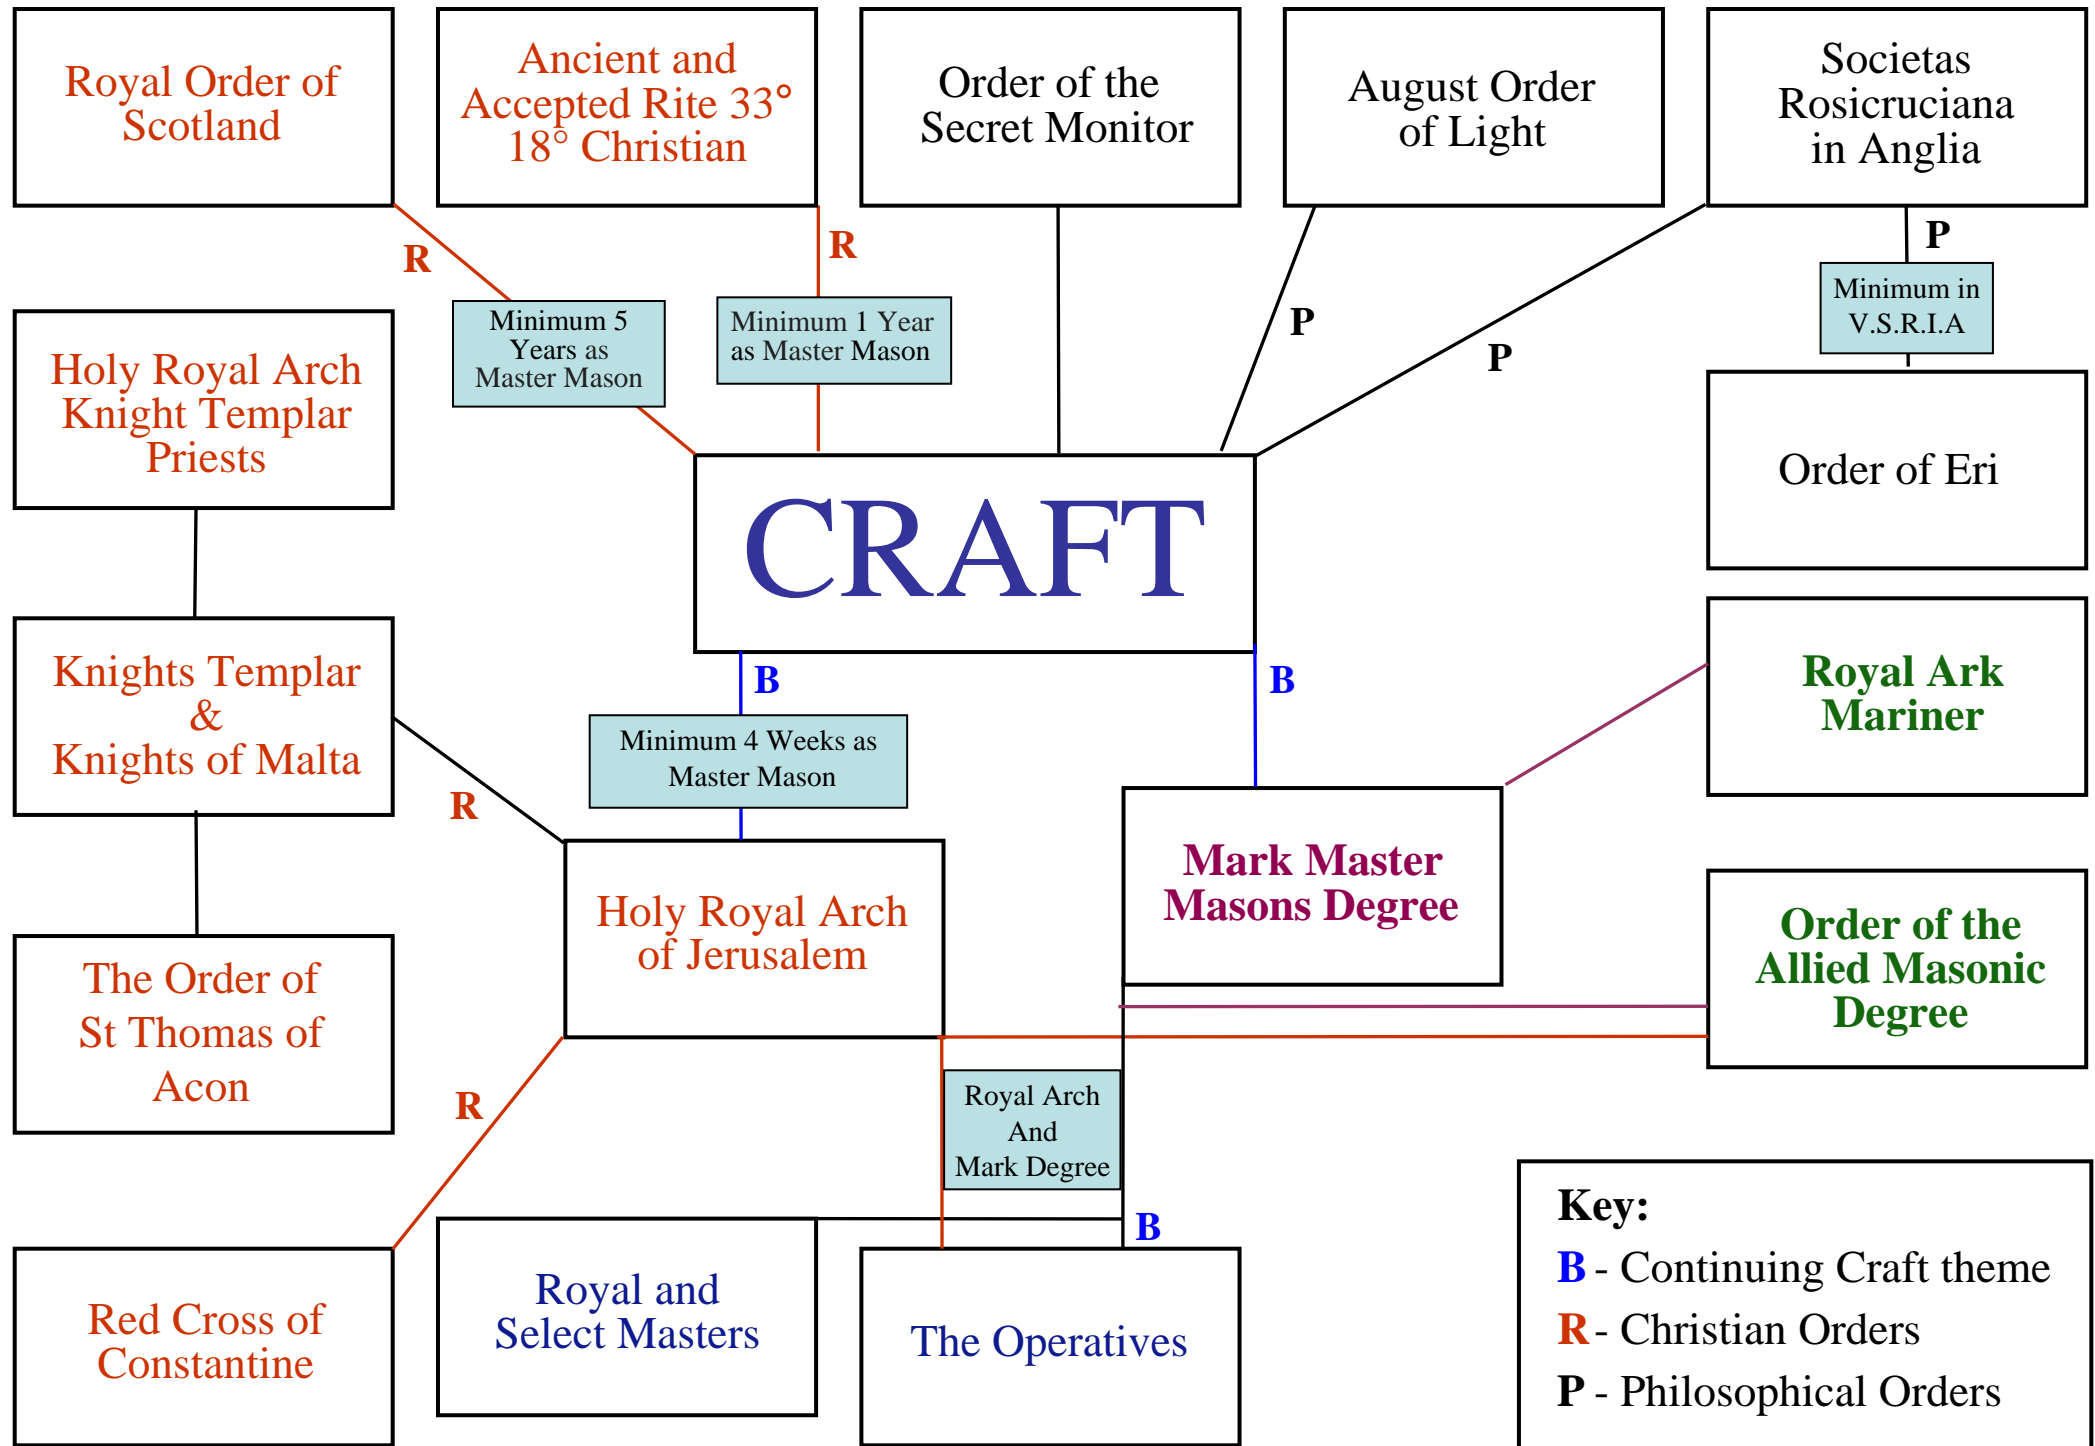 Royal Order of
Scotland
Ancient and
Accepted Rite 33°
18° Christian
Order of the
Secret Monitor
August Order
of Light
Societas
Rosicruciana
in Anglia
R
R
P
P
P
Minimum 5
Years as
Master Mason
Minimum 1 Year
as Master Mason
Minimum in
V.S.R.I.A
Holy Royal Arch
Knight Templar
Priests
CRAFT
Order of Eri
Knights Templar
&
Knights of Malta
B
B
Minimum 4 Weeks as
Master Mason
Royal Ark
Mariner
R
Holy Royal Arch
of Jerusalem
Mark Master
Masons Degree
Order of the
Allied Masonic
Degree
The Order of
St Thomas of
Acon
R
Royal Arch
And
Mark Degree
B
Red Cross of
Constantine
Royal and
Select Masters
The Operatives
Key:
B - Continuing Craft theme
R - Christian Orders
P - Philosophical Orders